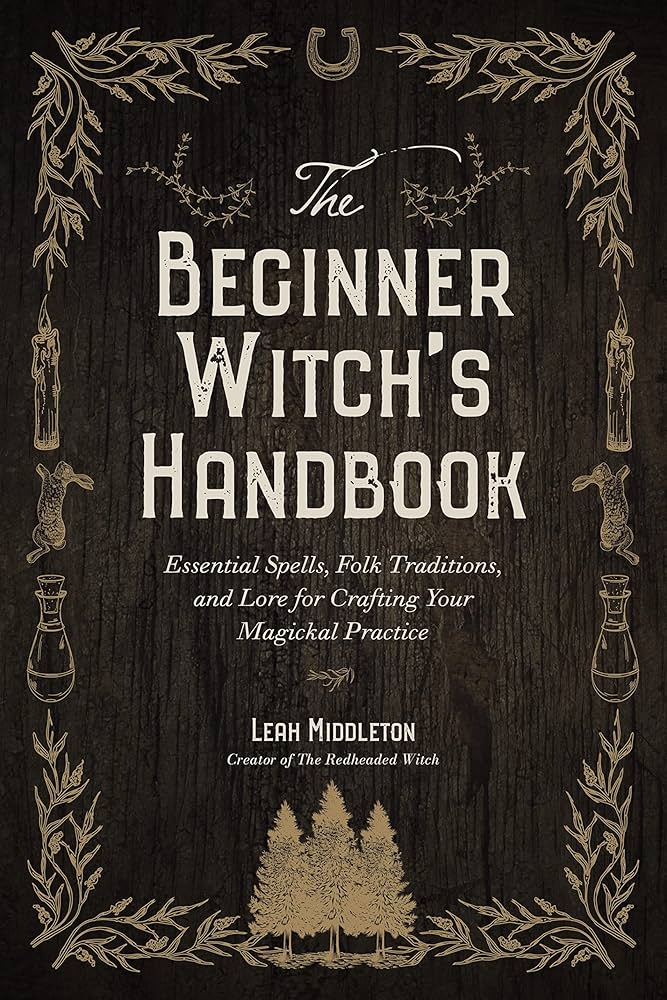 The
BEGINNER
WITCH'S
HANDBOOK
Essential Spells, Folk Traditions,
and Lore for Crafting Your
Magickal Practice
LEAH MIDDLETON
Creator of The Redheaded Witch